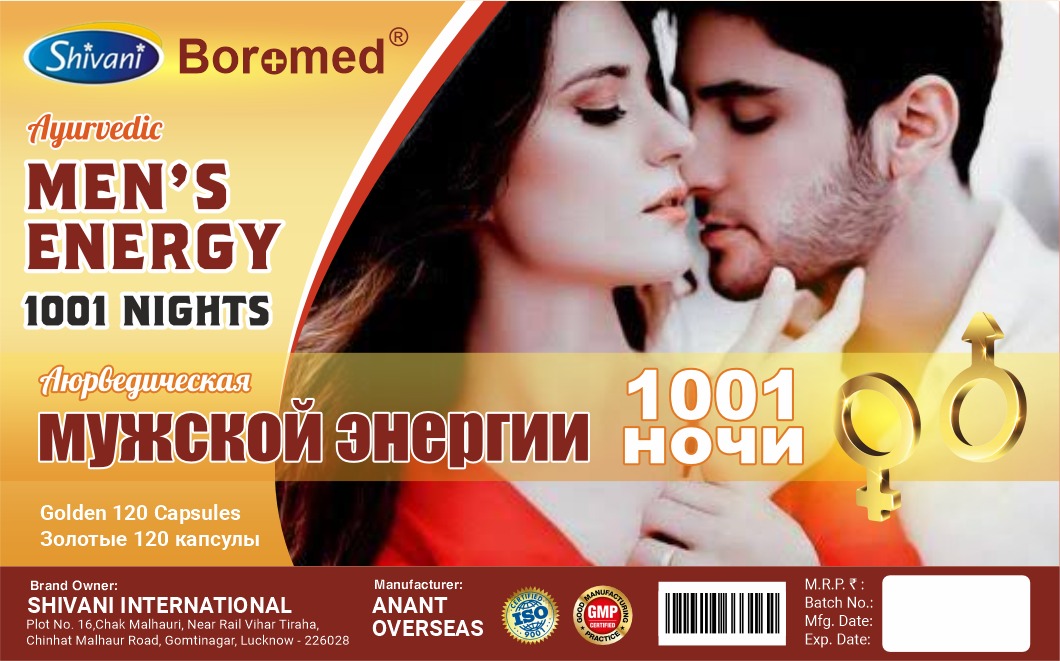 Shivani Boromed®
Ayurvedic
MEN'S
ENERGY
1001 NIGHTS
Аюрведическая
мужской энергии
1001
ночи
Golden 120 Capsules
Золотые 120 капсулы
Brand Owner:
SHIVANI INTERNATIONAL
Plot No. 16,Chak Malhauri, Near Rail Vihar Tiraha,
Chinhat Malhaur Road, Gomtinagar, Lucknow - 226028
Manufacturer:
ANANT
OVERSEAS
CERTIFIED
ISO
9001
GOOD MANUFACTURING
GMP
CERTIFIED
PRACTICE
M.R.P. ₹ :
Batch No.:
Mfg. Date:
Exp. Date: